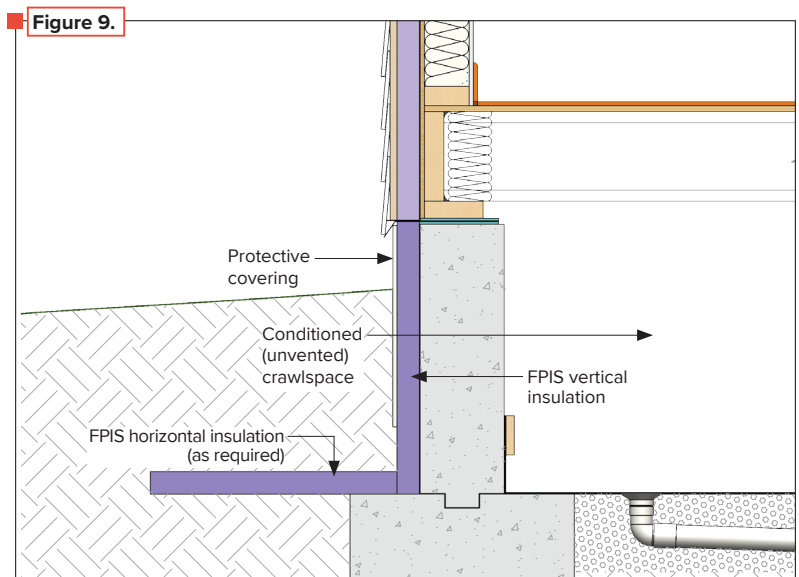 Figure 9.
Protective
covering
Conditioned
(unvented)
crawlspace
FPIS vertical
insulation
FPIS horizontal insulation
(as required)